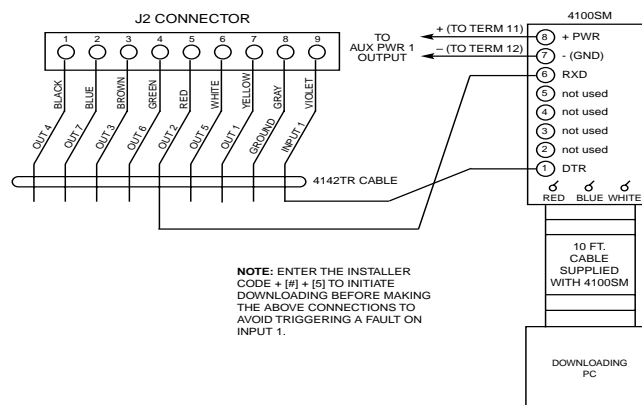 J2 CONNECTOR
1 2 3 4 5 6 7 8 9
BLACK
BLUE
BROWN
GREEN
RED
WHITE
YELLOW
GRAY
VIOLET
OUT 4
OUT 7
OUT 3
OUT 6
OUT 2
OUT 5
OUT 1
GROUND
INPUT 1
4142TR CABLE
TO
AUX PWR 1
OUTPUT
+ (TO TERM 11)
– (TO TERM 12)
4100SM
8 + PWR
7 - (GND)
6 RXD
5 not used
4 not used
3 not used
2 not used
1 DTR
RED BLUE WHITE
10 FT.
CABLE
SUPPLIED
WITH 4100SM
NOTE: ENTER THE INSTALLER
CODE + [#] + [5] TO INITIATE
DOWNLOADING BEFORE MAKING
THE ABOVE CONNECTIONS TO
AVOID TRIGGERING A FAULT ON
INPUT 1.
DOWNLOADING
PC